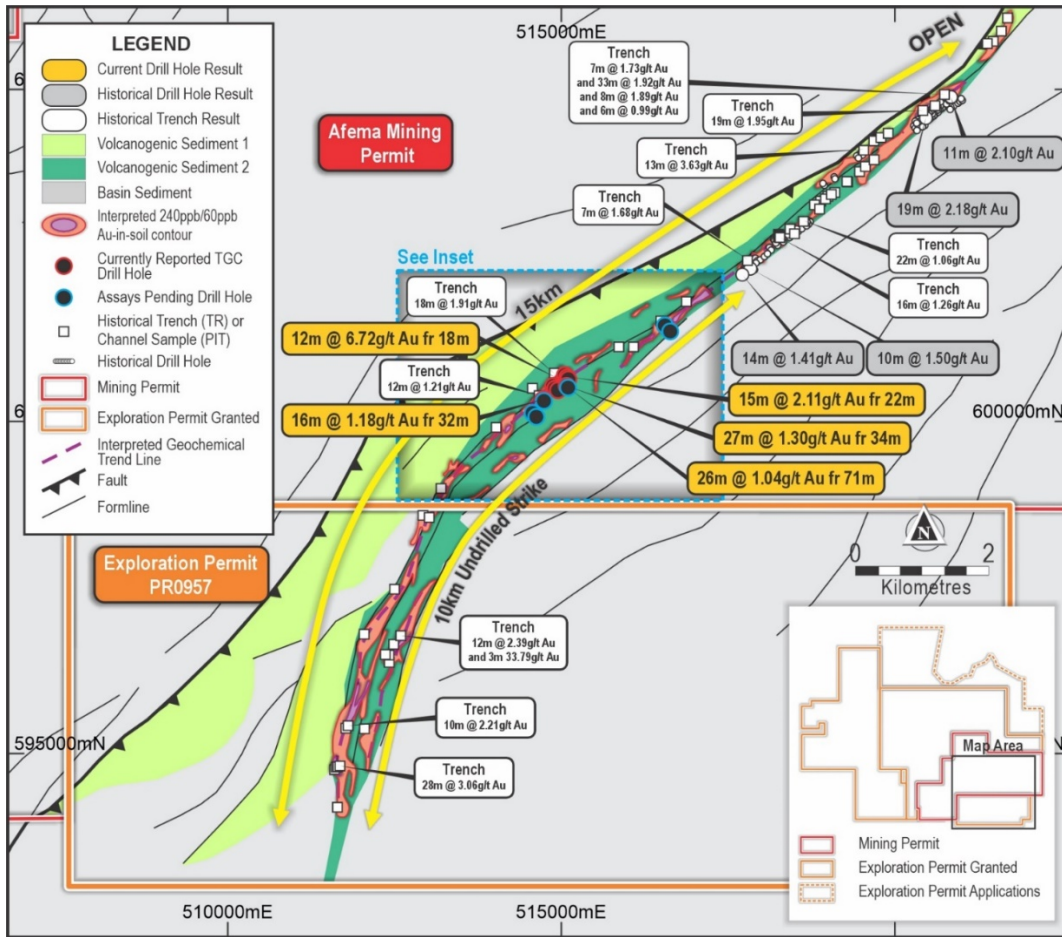 LEGEND
Current Drill Hole Result
Historical Drill Hole Result
Historical Trench Result
Volcanogenic Sediment 1
Volcanogenic Sediment 2
Basin Sediment
Interpreted 240ppb/60ppb
Au-in-soil contour
Currently Reported TGC
Drill Hole
Assays Pending Drill Hole
Historical Trench (TR) or
Channel Sample (PIT)
Historical Drill Hole
Mining Permit
Exploration Permit Granted
Interpreted Geochemical
Trend Line
Fault
Formline
515000mE
OPEN
Afema Mining
Permit
Trench
7m @ 1.73g/t Au
and 33m @ 1.92g/t Au
and 8m @ 1.89g/t Au
and 6m @ 0.99g/t Au
Trench
19m @ 1.95g/t Au
Trench
13m @ 3.63g/t Au
11m @ 2.10g/t Au
Trench
7m @ 1.68g/t Au
19m @ 2.18g/t Au
Trench
22m @ 1.06g/t Au
Trench
16m @ 1.26g/t Au
14m @ 1.41g/t Au
10m @ 1.50g/t Au
See Inset
15km
Trench
18m @ 1.91g/t Au
12m @ 6.72g/t Au fr 18m
Trench
12m @ 1.21g/t Au
16m @ 1.18g/t Au fr 32m
15m @ 2.11g/t Au fr 22m
27m @ 1.30g/t Au fr 34m
26m @ 1.04g/t Au fr 71m
6
6
600000mN
10km Undrilled Strike
N
0 2
Kilometres
Exploration Permit
PR0957
Trench
12m @ 2.39g/t Au
and 3m 33.79g/t Au
Trench
10m @ 2.21g/t Au
Trench
28m @ 3.06g/t Au
595000mN
N
Map Area
Mining Permit
Exploration Permit Granted
Exploration Permit Applications
510000mE
515000mE